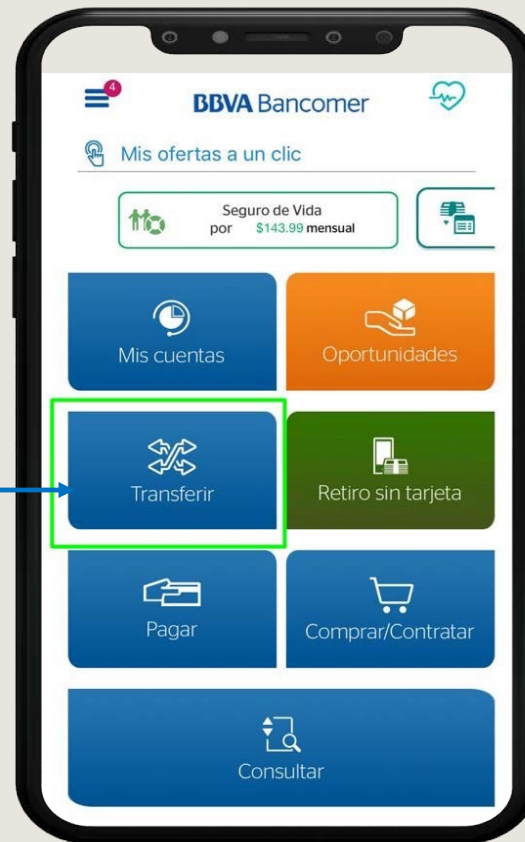 4
BBVA Bancomer
Mis ofertas a un clic
Seguro de Vida
por $143.99 mensual
Mis cuentas
Oportunidades
Transferir
Retiro sin tarjeta
Pagar
Comprar/Contratar
Consultar